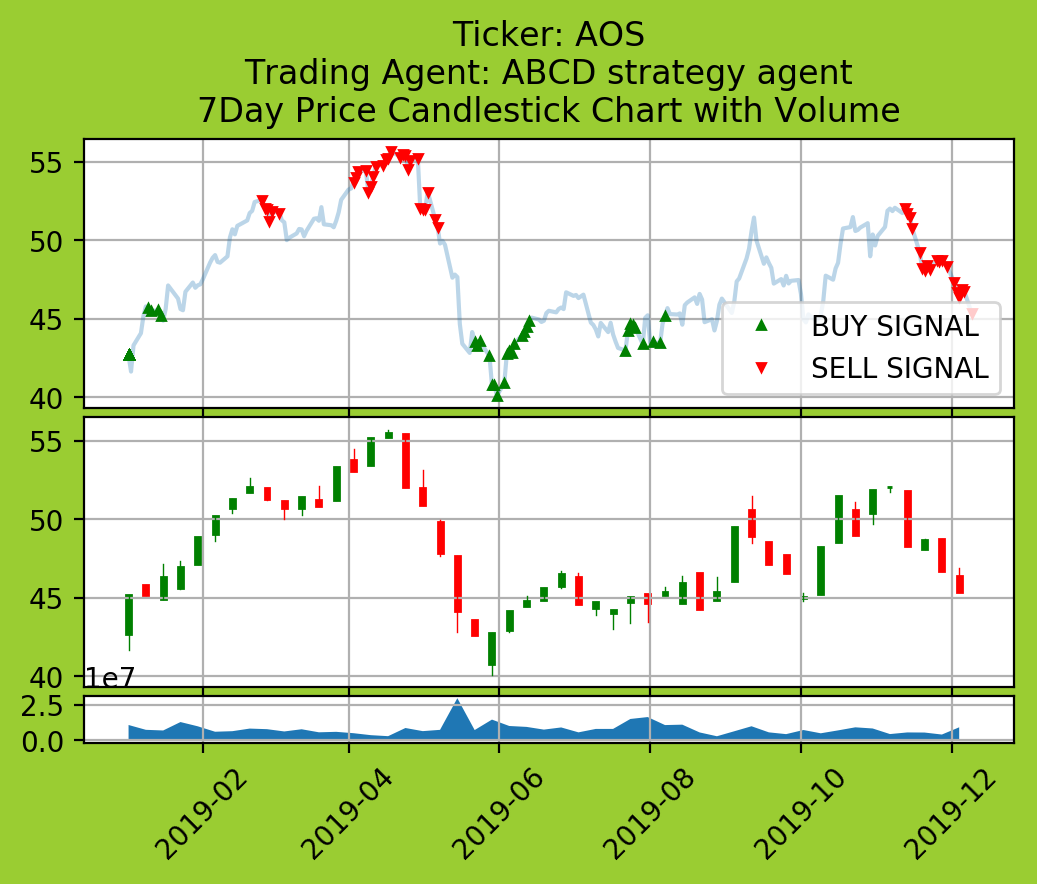 Ticker: AOS
Trading Agent: ABCD strategy agent
7Day Price Candlestick Chart with Volume
55
50
45
40
BUY SIGNAL
SELL SIGNAL
55
50
45
40
1e7
2.5
0.0
2019-02
2019-04
2019-06
2019-08
2019-10
2019-12